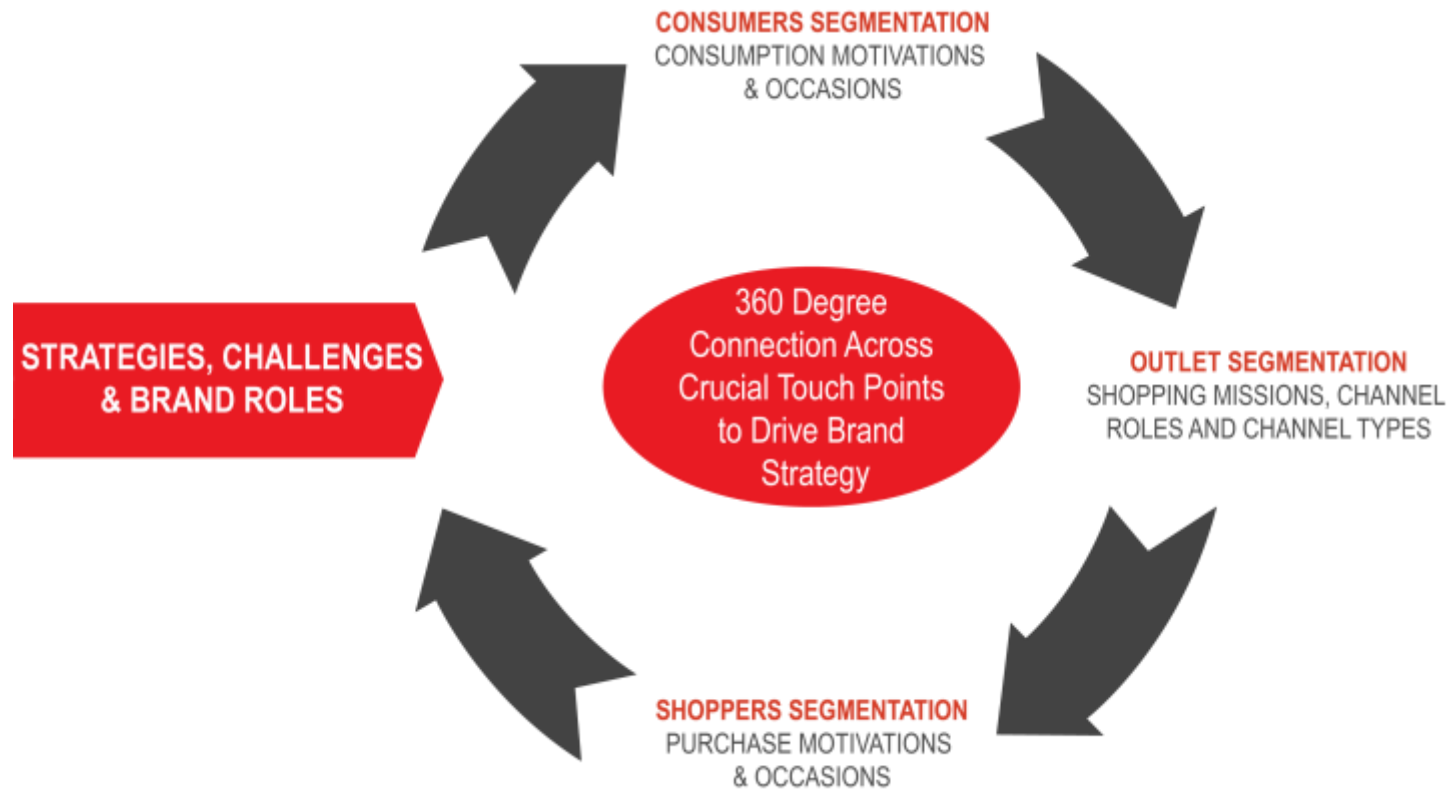 CONSUMERS SEGMENTATION
CONSUMPTION MOTIVATIONS
& OCCASIONS
STRATEGIES, CHALLENGES
& BRAND ROLES
360 Degree
Connection Across
Crucial Touch Points
to Drive Brand
Strategy
OUTLET SEGMENTATION
SHOPPING MISSIONS, CHANNEL
ROLES AND CHANNEL TYPES
SHOPPERS SEGMENTATION
PURCHASE MOTIVATIONS
& OCCASIONS